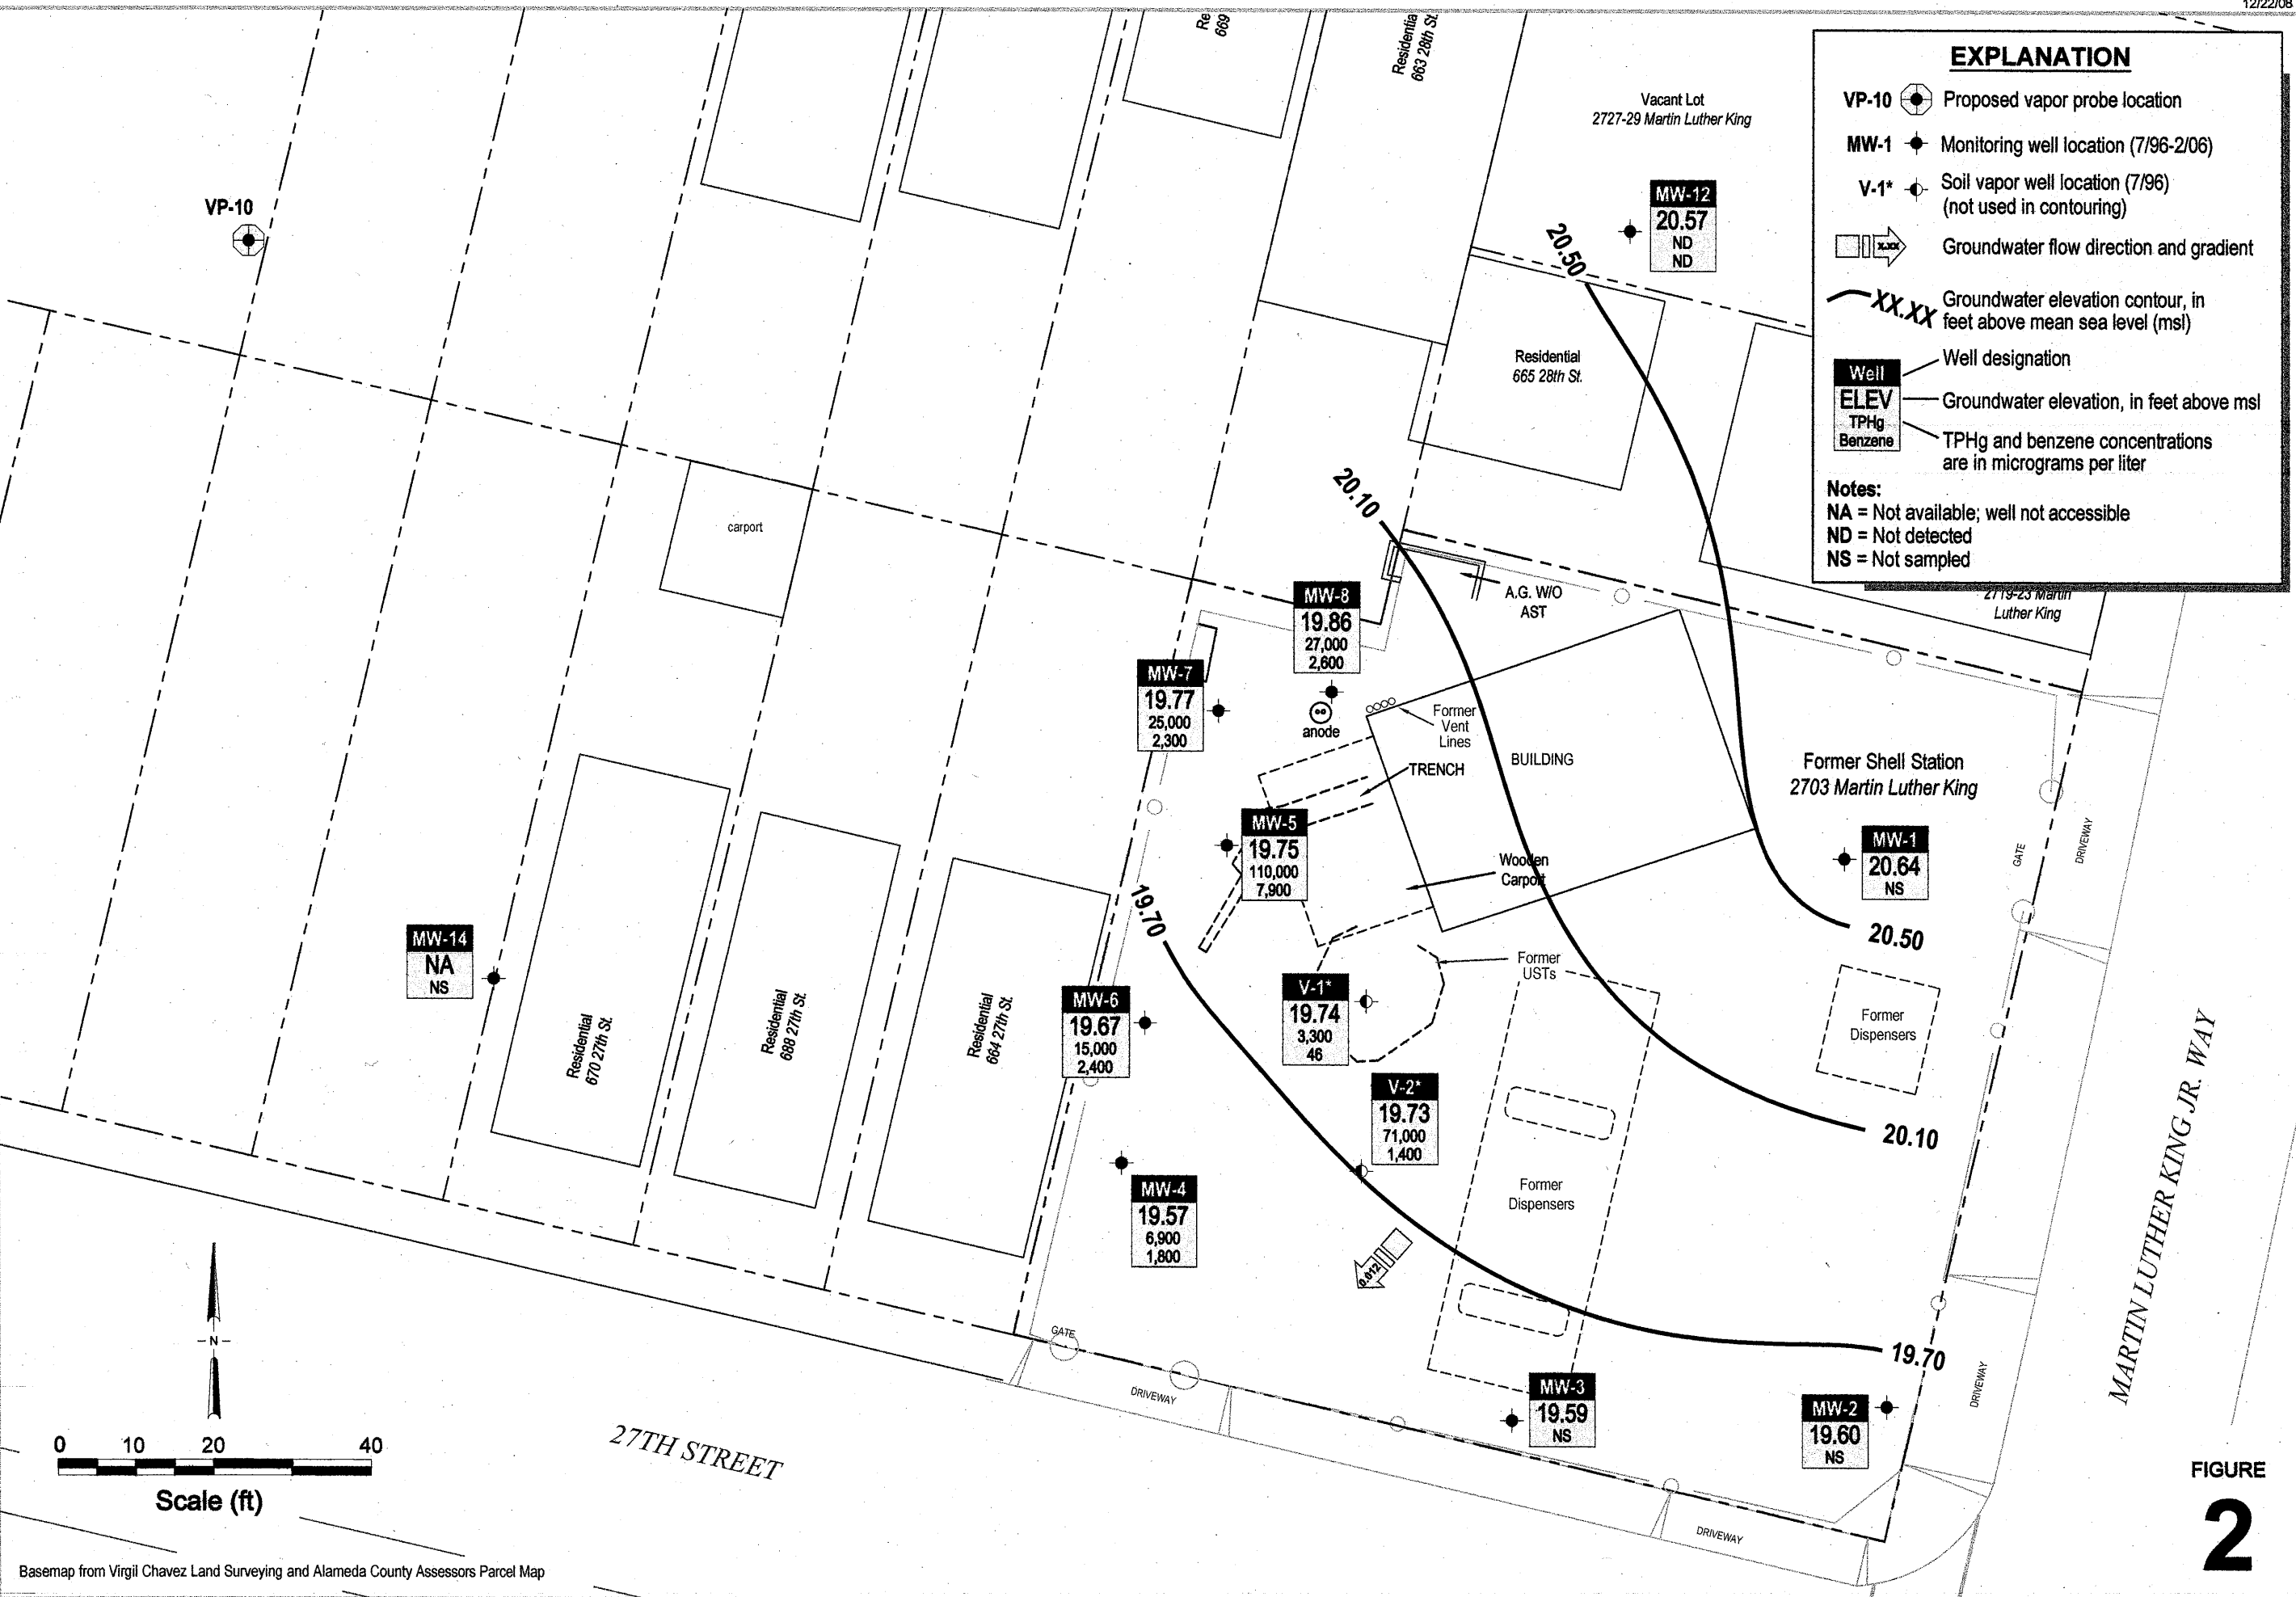 12/22/08
EXPLANATION
VP-10 Proposed vapor probe location
MW-1 Monitoring well location (7/96-2/06)
V-1* Soil vapor well location (7/96)
(not used in contouring)
x.xx Groundwater flow direction and gradient
XX.XX Groundwater elevation contour, in
feet above mean sea level (msl)
Well
ELEV
TPHg
Benzene
Well designation
Groundwater elevation, in feet above msl
TPHg and benzene concentrations
are in micrograms per liter
Notes:
NA = Not available; well not accessible
ND = Not detected
NS = Not sampled
669
Residentia
663 28th St.
Vacant Lot
2727-29 Martin Luther King
VP-10
MW-12
20.57
ND
ND
20.50
Residential
665 28th St.
20.10
carport
A.G. W/O
AST
2719-23 Martin
Luther King
MW-8
19.86
27,000
2,600
MW-7
19.77
25,000
2,300
anode
Former
Vent
Lines
TRENCH
BUILDING
Former Shell Station
2703 Martin Luther King
MW-5
19.75
110,000
7,900
Wooden
Carport
MW-1
20.64
NS
GATE
DRIVEWAY
19.70
20.50
MW-14
NA
NS
Former
USTs
V-1*
19.74
3,300
46
MW-6
19.67
15,000
2,400
Former
Dispensers
Residential
670 27th St.
Residential
688 27th St.
Residential
664 27th St.
V-2*
19.73
71,000
1,400
20.10
MW-4
19.57
6,900
1,800
Former
Dispensers
0.012
MARTIN LUTHER KING JR. WAY
N
GATE
DRIVEWAY
19.70
DRIVEWAY
MW-3
19.59
NS
MW-2
19.60
NS
27TH STREET
0 10 20 40
Scale (ft)
DRIVEWAY
FIGURE
2
Basemap from Virgil Chavez Land Surveying and Alameda County Assessors Parcel Map